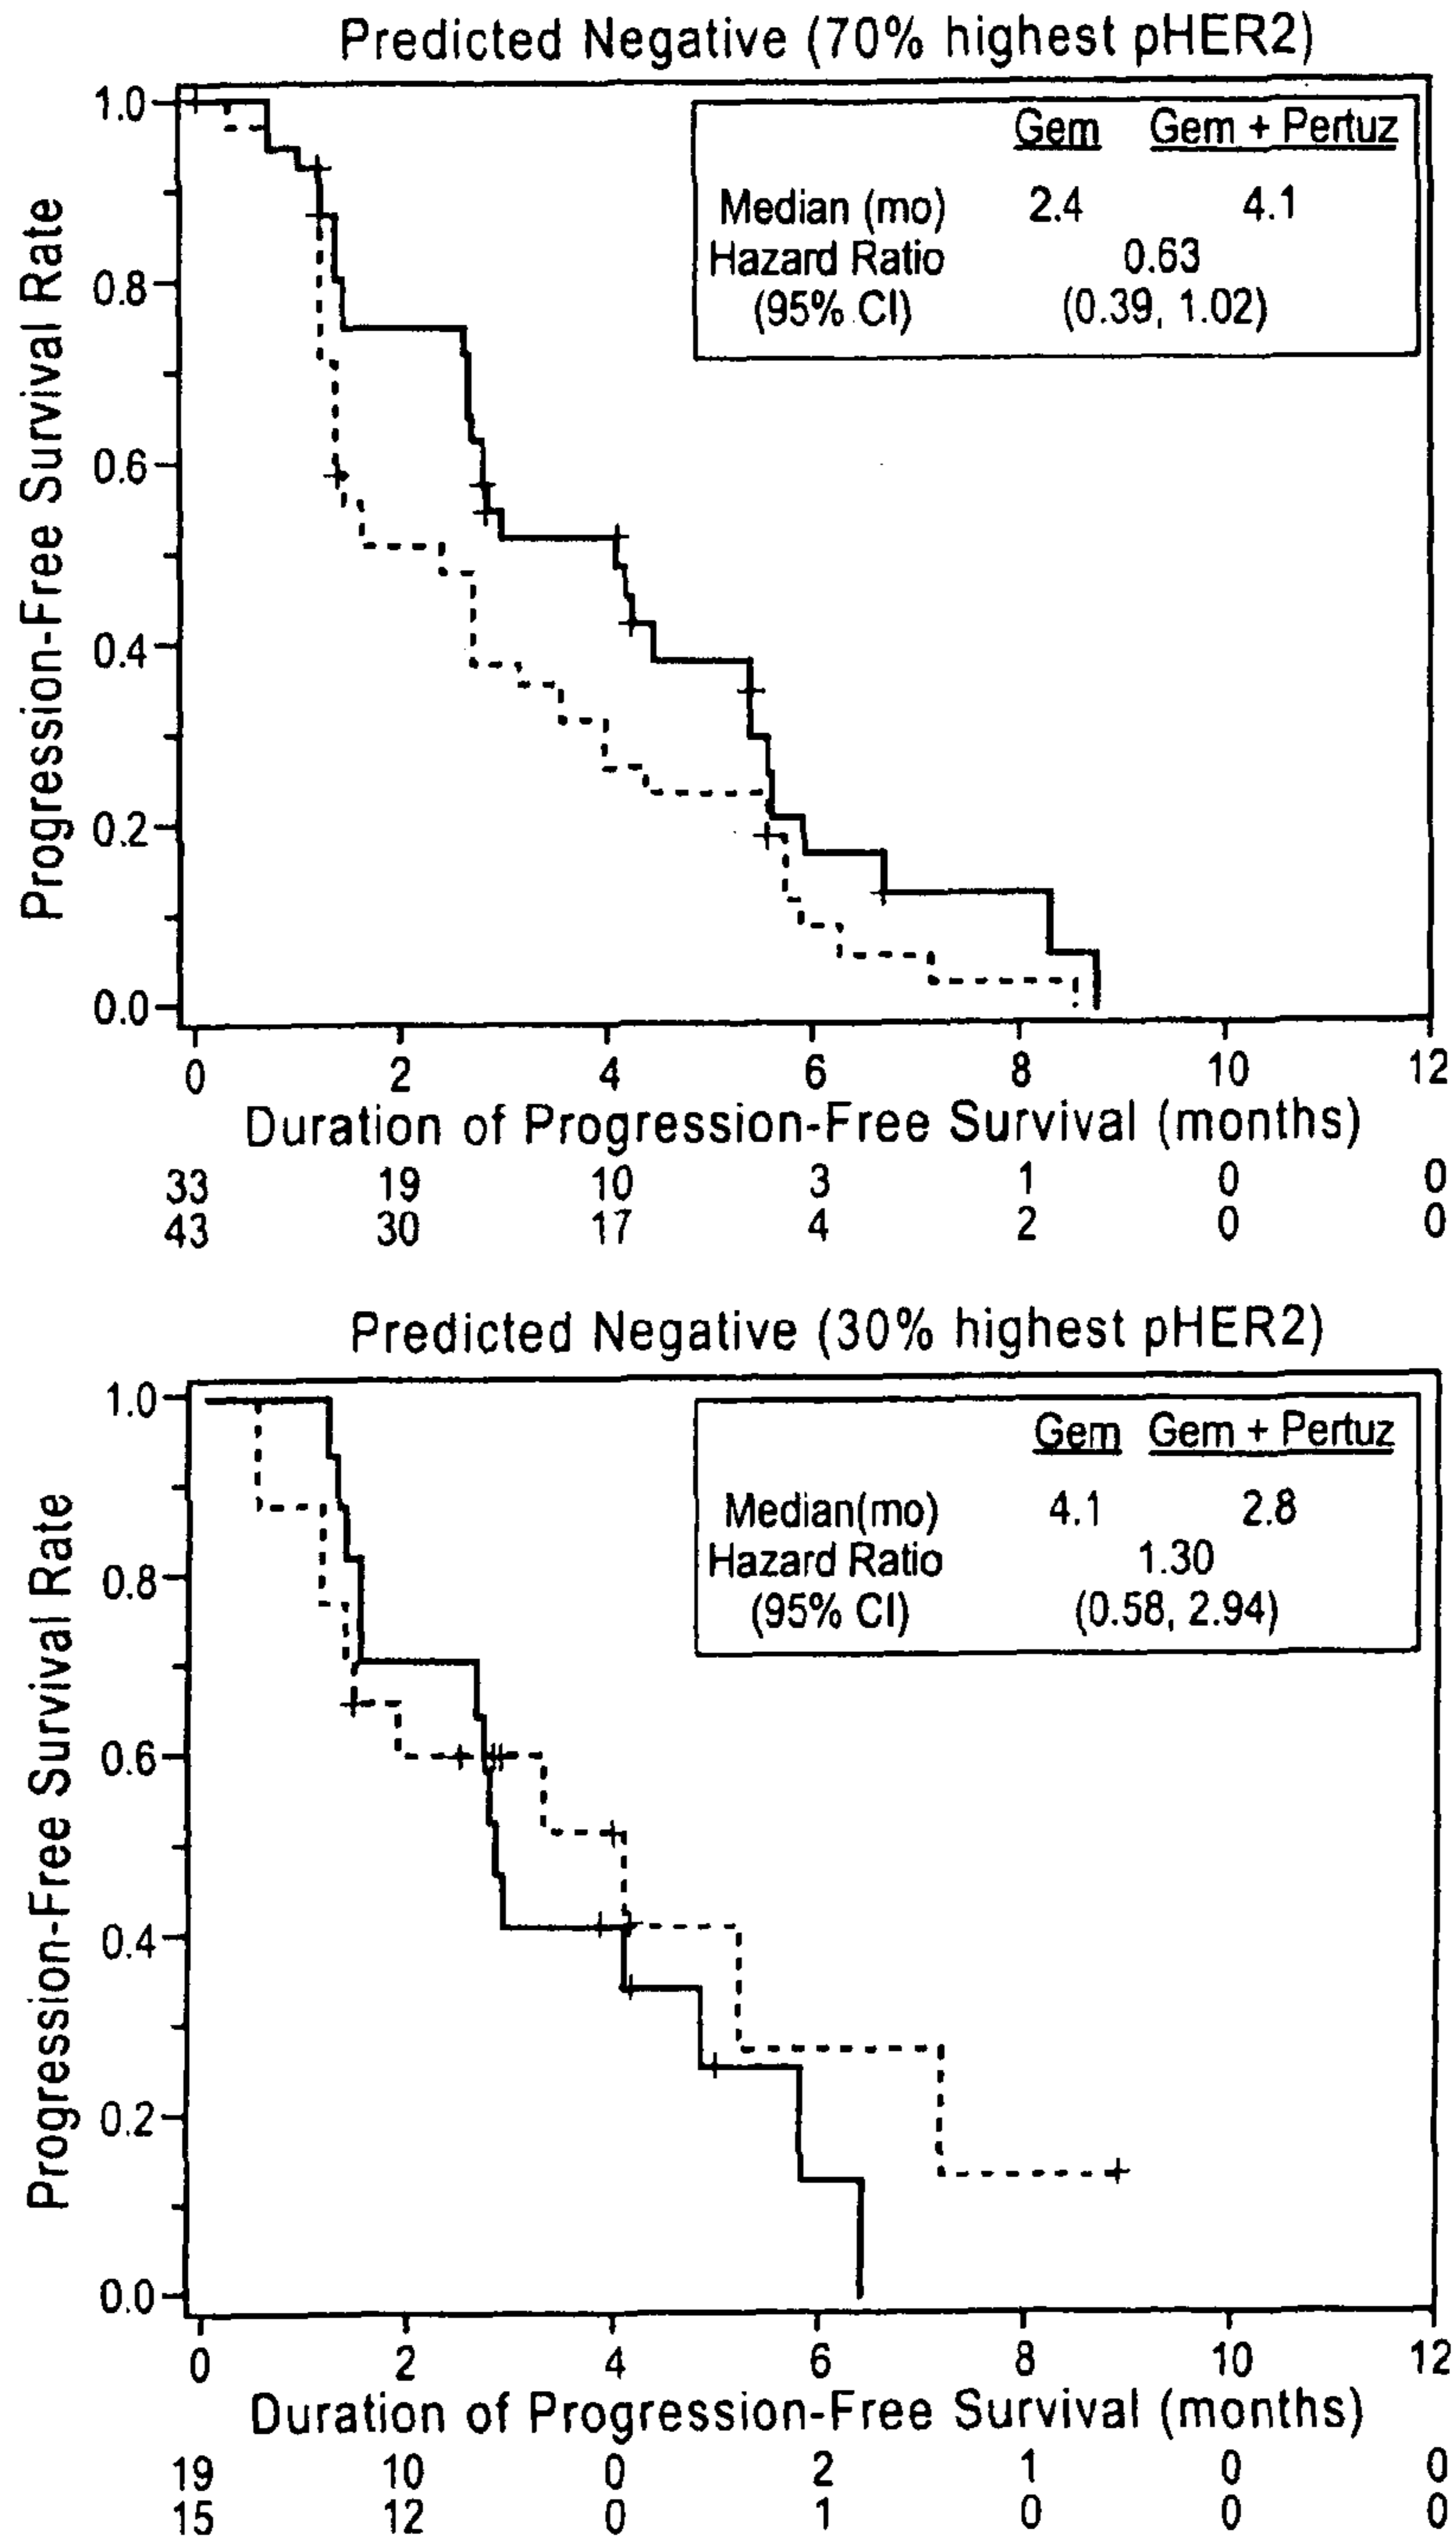 Predicted Negative (70% highest pHER2)
Gem Gem + Pertuz
Median (mo) 2.4 4.1
Hazard Ratio 0.63
(95% CI) (0.39, 1.02)
Progression-Free Survival Rate
1.0
0.8
0.6
0.4
0.2
0.0
0 2 4 6 8 10 12
Duration of Progression-Free Survival (months)
33 19 10 3 1 0 0
43 30 17 4 2 0 0
Predicted Negative (30% highest pHER2)
Gem Gem + Pertuz
Median(mo) 4.1 2.8
Hazard Ratio 1.30
(95% CI) (0.58, 2.94)
Progression-Free Survival Rate
1.0
0.8
0.6
0.4
0.2
0.0
0 2 4 6 8 10 12
Duration of Progression-Free Survival (months)
19 10 0 2 1 0 0
15 12 0 1 0 0 0